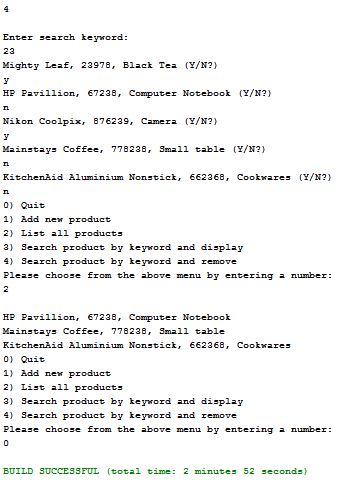 4
Enter search keyword:
23
Mighty Leaf, 23978, Black Tea (Y/N?)
y
HP Pavillion, 67238, Computer Notebook (Y/N?)
n
Nikon Coolpix, 876239, Camera (Y/N?)
y
Mainstays Coffee, 778238, Small table (Y/N?)
n
KitchenAid Aluminium Nonstick, 662368, Cookwares (Y/N?)
n
0) Quit
1) Add new product
2) List all products
3) Search product by keyword and display
4) Search product by keyword and remove
Please choose from the above menu by entering a number:
2
HP Pavillion, 67238, Computer Notebook
Mainstays Coffee, 778238, Small table
KitchenAid Aluminium Nonstick, 662368, Cookwares
0) Quit
1) Add new product
2) List all products
3) Search product by keyword and display
4) Search product by keyword and remove
Please choose from the above menu by entering a number:
0
BUILD SUCCESSFUL (total time: 2 minutes 52 seconds)